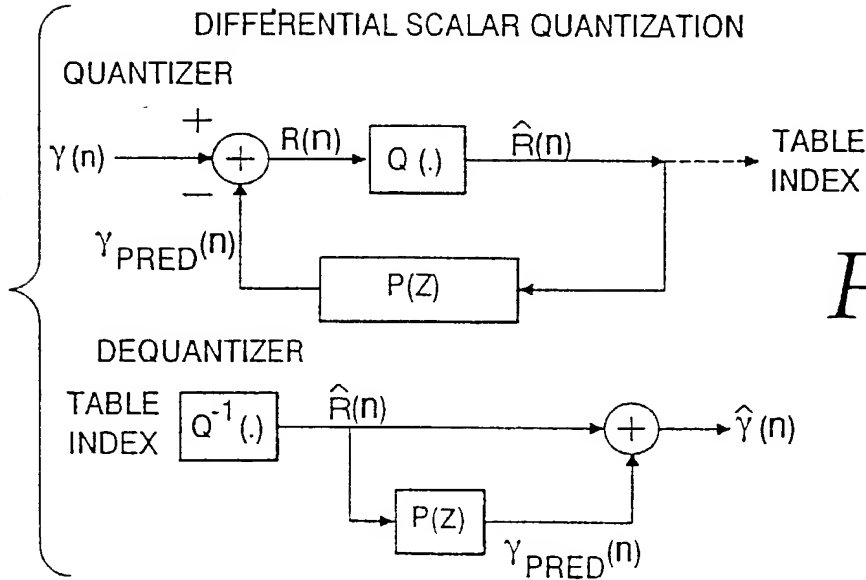 DIFFERENTIAL SCALAR QUANTIZATION
QUANTIZER
+
γ(n)
+
R(n)
Q(.)
R̂(n)
TABLE
INDEX
−
γPRED(n)
P(Z)
F
DEQUANTIZER
TABLE
INDEX
Q-1(.)
R̂(n)
+
γ̂(n)
P(Z)
γPRED(n)